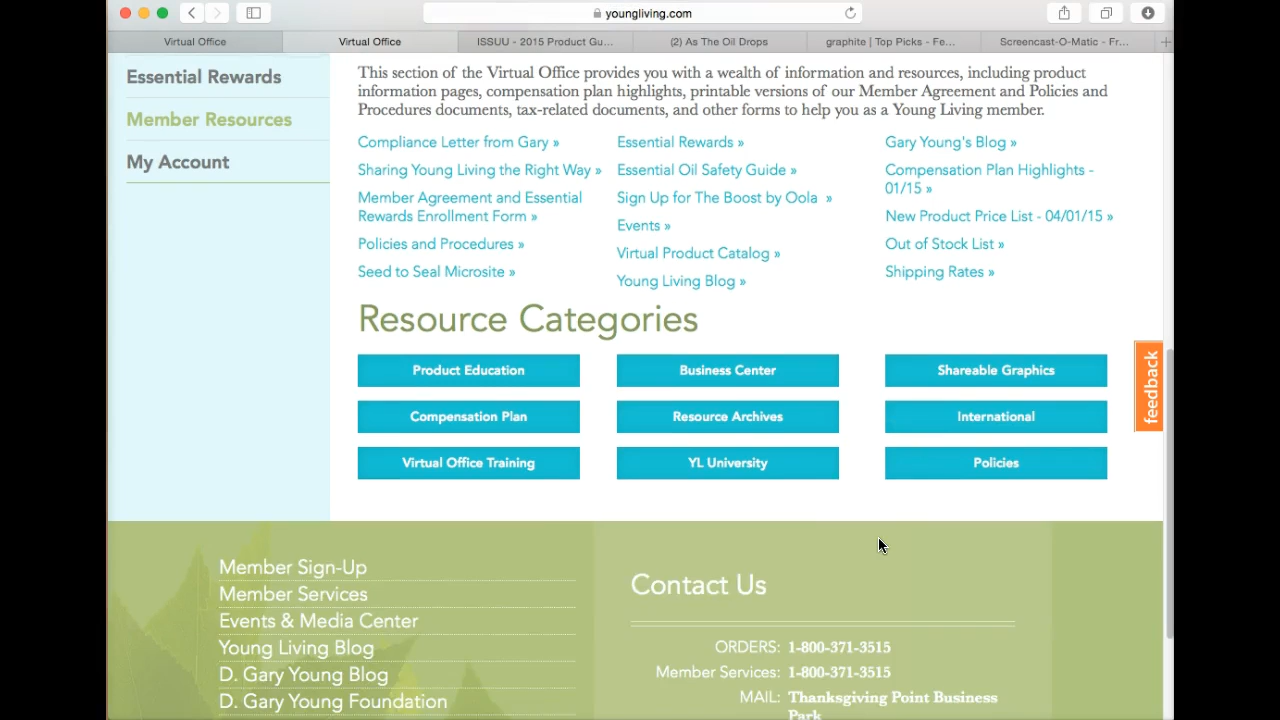 youngliving.com
Virtual Office
Virtual Office
ISSUU - 2015 Product Gu...
(2) As The Oil Drops
graphite | Top Picks - Fe...
Screencast-O-Matic - Fr...
Essential Rewards
Member Resources
My Account
This section of the Virtual Office provides you with a wealth of information and resources, including product
information pages, compensation plan highlights, printable versions of our Member Agreement and Policies and
Procedures documents, tax-related documents, and other forms to help you as a Young Living member.
Compliance Letter from Gary »
Sharing Young Living the Right Way »
Member Agreement and Essential
Rewards Enrollment Form »
Policies and Procedures »
Seed to Seal Microsite »
Essential Rewards »
Essential Oil Safety Guide »
Sign Up for The Boost by Oola »
Events »
Virtual Product Catalog »
Young Living Blog »
Gary Young's Blog »
Compensation Plan Highlights -
01/15 »
New Product Price List - 04/01/15 »
Out of Stock List »
Shipping Rates »
Resource Categories
Product Education
Business Center
Shareable Graphics
Compensation Plan
Resource Archives
International
Virtual Office Training
YL University
Policies
feedback
Member Sign-Up
Member Services
Events & Media Center
Young Living Blog
D. Gary Young Blog
D. Gary Young Foundation
Contact Us
ORDERS: 1-800-371-3515
Member Services: 1-800-371-3515
MAIL: Thanksgiving Point Business
Park